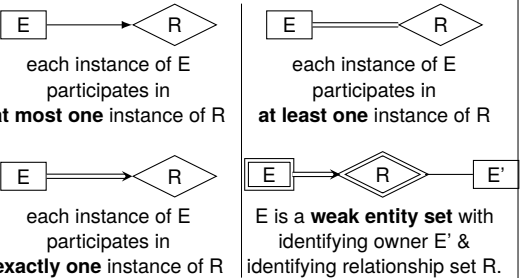 E R
each instance of E
participates in
at most one instance of R
E R
each instance of E
participates in
at least one instance of R
E R
each instance of E
participates in
exactly one instance of R
E R E'
E is a weak entity set with
identifying owner E' &
identifying relationship set R.